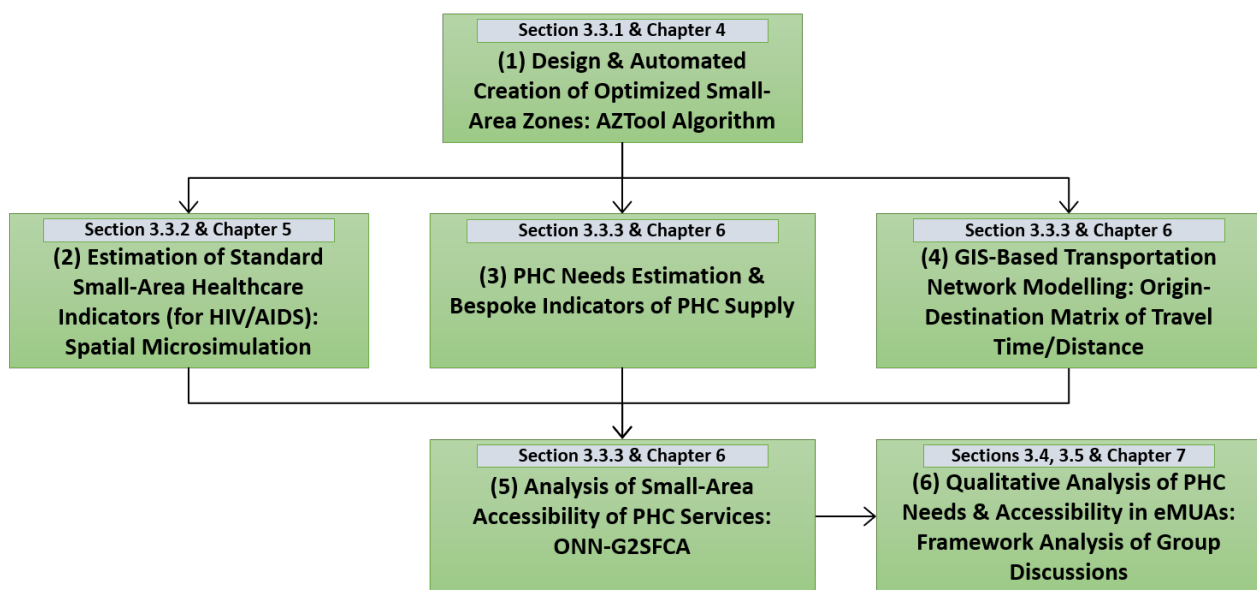 Section 3.3.1 & Chapter 4
(1) Design & Automated
Creation of Optimized Small-
Area Zones: AZTool Algorithm
Section 3.3.2 & Chapter 5
(2) Estimation of Standard
Small-Area Healthcare
Indicators (for HIV/AIDS):
Spatial Microsimulation
Section 3.3.3 & Chapter 6
(3) PHC Needs Estimation &
Bespoke Indicators of PHC Supply
Section 3.3.3 & Chapter 6
(4) GIS-Based Transportation
Network Modelling: Origin-
Destination Matrix of Travel
Time/Distance
Section 3.3.3 & Chapter 6
(5) Analysis of Small-Area
Accessibility of PHC Services:
ONN-G2SFCA
Sections 3.4, 3.5 & Chapter 7
(6) Qualitative Analysis of PHC
Needs & Accessibility in eMUAs:
Framework Analysis of Group
Discussions